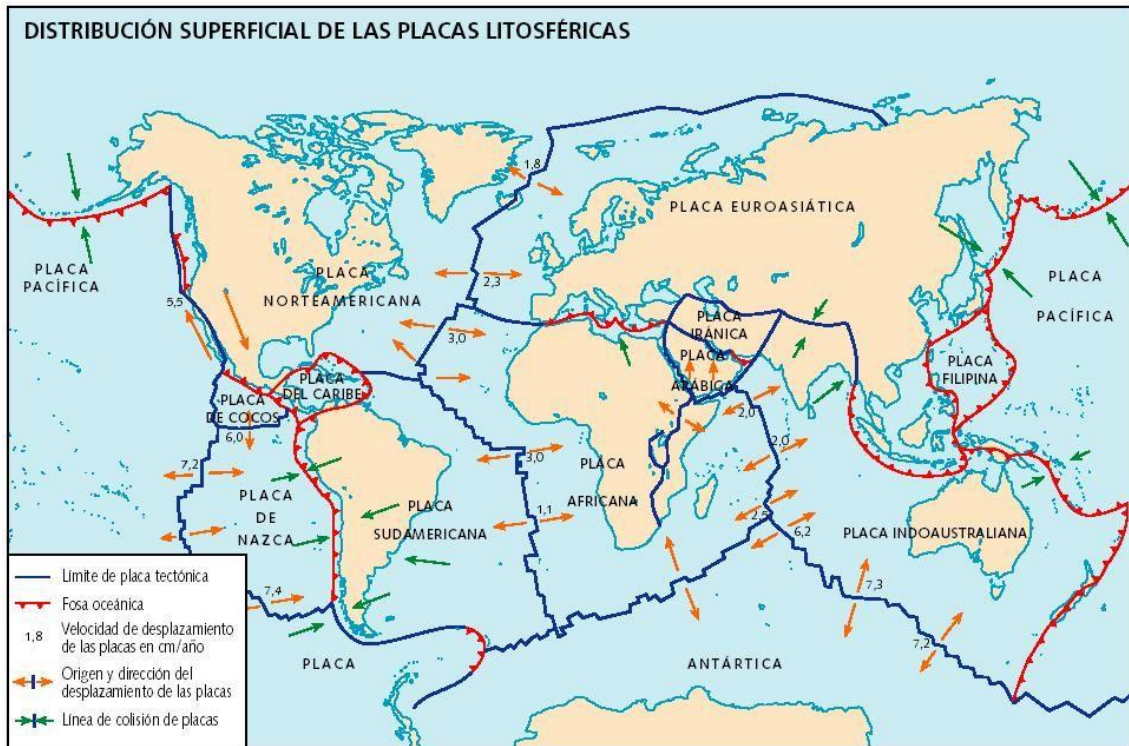 DISTRIBUCIÓN SUPERFICIAL DE LAS PLACAS LITOSFÉRICAS
1,8
PLACA EUROASIÁTICA
PLACA
PACÍFICA
PLACA
NORTEAMERICANA
2,3
PLACA
PACÍFICA
5,5
3,0
PLACA
IRÁNICA
PLACA
ARÁBICA
PLACA
FILIPINA
PLACA
DEL CARIBE
PLACA
DE COCOS
6,0
2,0
2,0
7,2
3,0
PLACA
AFRICANA
PLACA
DE
NAZCA
PLACA
SUDAMERICANA
1,1
2,5
6,2
PLACA INDOAUSTRALIANA
7,4
7,3
7,2
PLACA
ANTÁRTICA
Límite de placa tectónica
Fosa oceánica
1,8
Velocidad de desplazamiento
de las placas en cm/año
Origen y dirección del
desplazamiento de las placas
Línea de colisión de placas